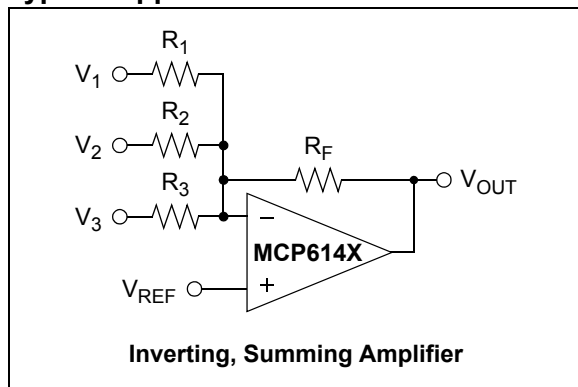 R1
V1
R2
V2
RF
VOUT
R3
V3
−
MCP614X
VREF
+
Inverting, Summing Amplifier